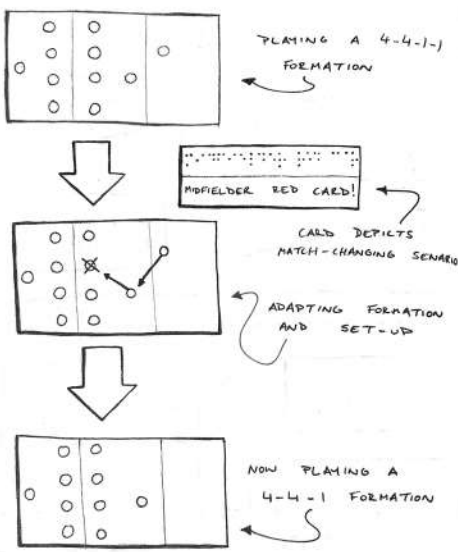 PLAYING A 4-4-1-1
FORMATION
MIDFIELDER RED CARD!
CARD DEPICTS
MATCH-CHANGING SENARIO
ADAPTING FORMATION
AND SET-UP
NOW PLAYING A
4-4-1 FORMATION